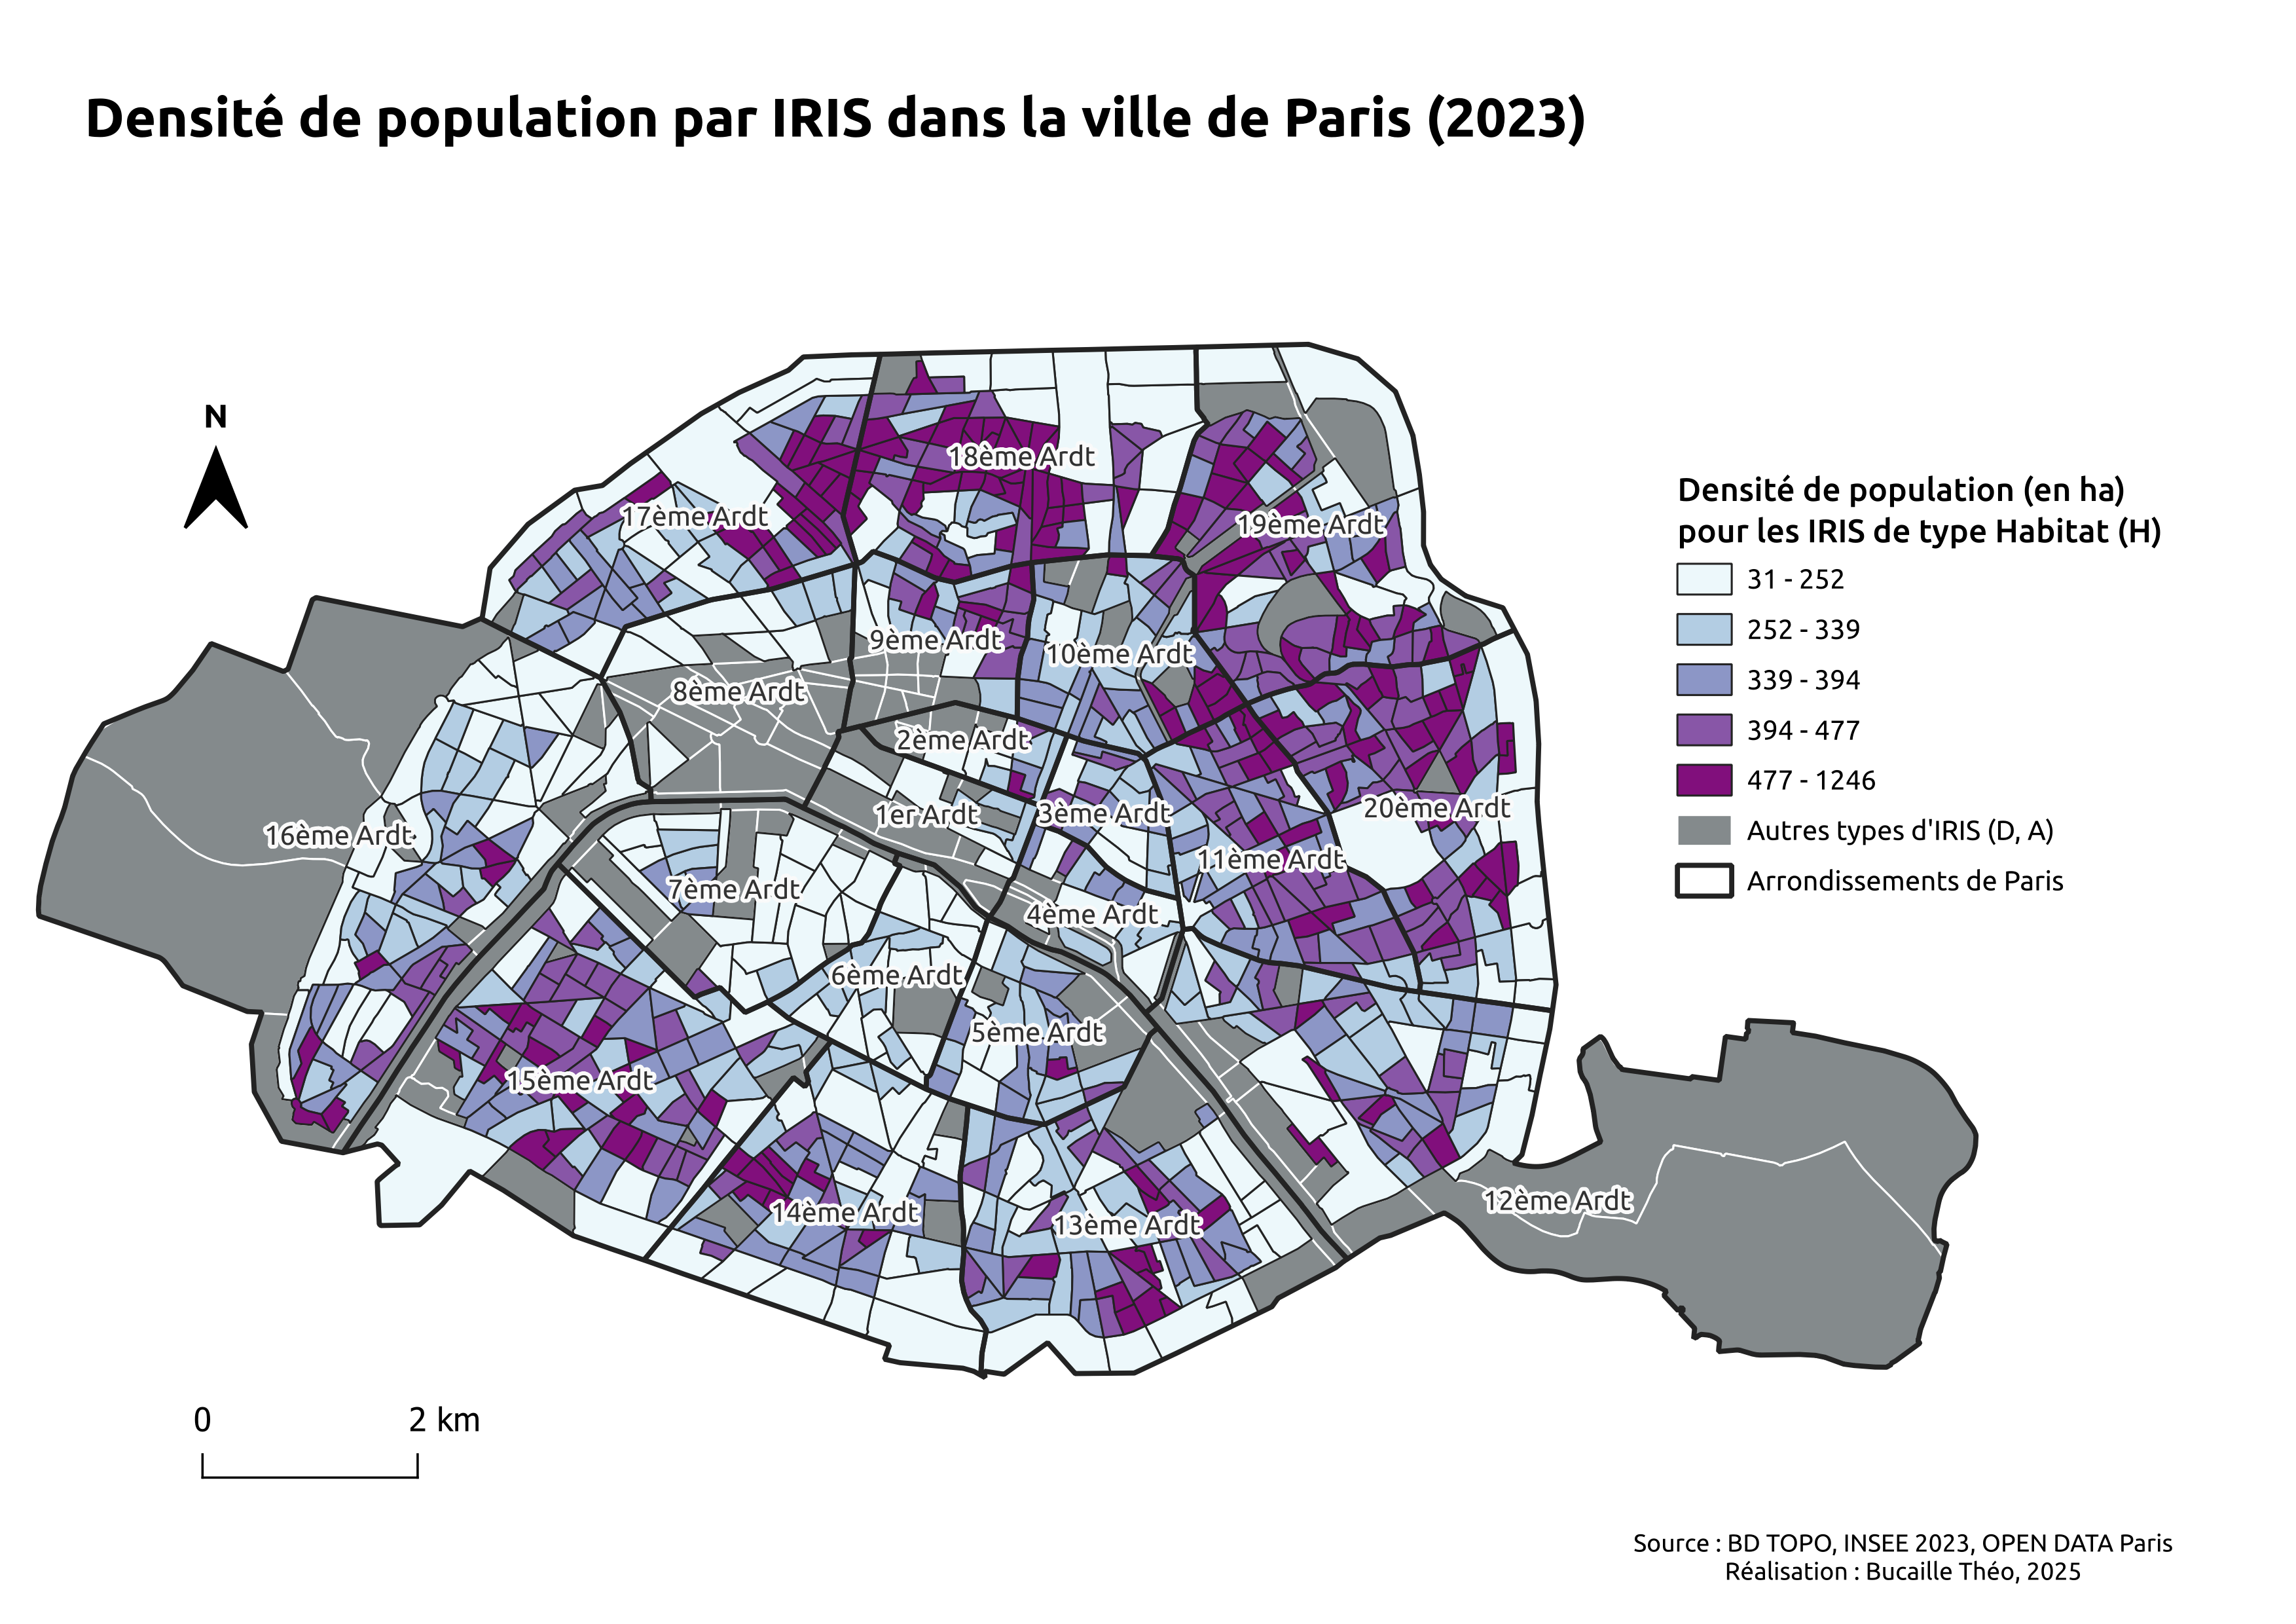 Densité de population par IRIS dans la ville de Paris (2023)
N
18ème Ardt
17ème Ardt
19ème Ardt
9ème Ardt
10ème Ardt
8ème Ardt
2ème Ardt
1er Ardt
3ème Ardt
20ème Ardt
16ème Ardt
11ème Ardt
7ème Ardt
4ème Ardt
6ème Ardt
5ème Ardt
15ème Ardt
12ème Ardt
14ème Ardt
13ème Ardt
Densité de population (en ha)
pour les IRIS de type Habitat (H)
31 - 252
252 - 339
339 - 394
394 - 477
477 - 1246
Autres types d'IRIS (D, A)
Arrondissements de Paris
0 2 km
Source : BD TOPO, INSEE 2023, OPEN DATA Paris
Réalisation : Bucaille Théo, 2025